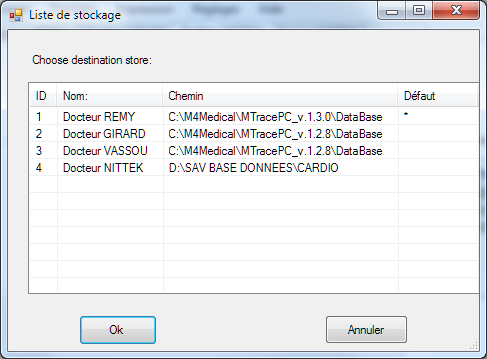 Liste de stockage
Choose destination store:
ID Nom: Chemin Défaut
1 Docteur REMY C:\M4Medical\MTracePC_v.1.3.0\DataBase *
2 Docteur GIRARD C:\M4Medical\MTracePC_v.1.2.8\DataBase
3 Docteur VASSOU C:\M4Medical\MTracePC_v.1.2.8\DataBase
4 Docteur NITTEK D:\SAV BASE DONNEES\CARDIO
Ok Annuler